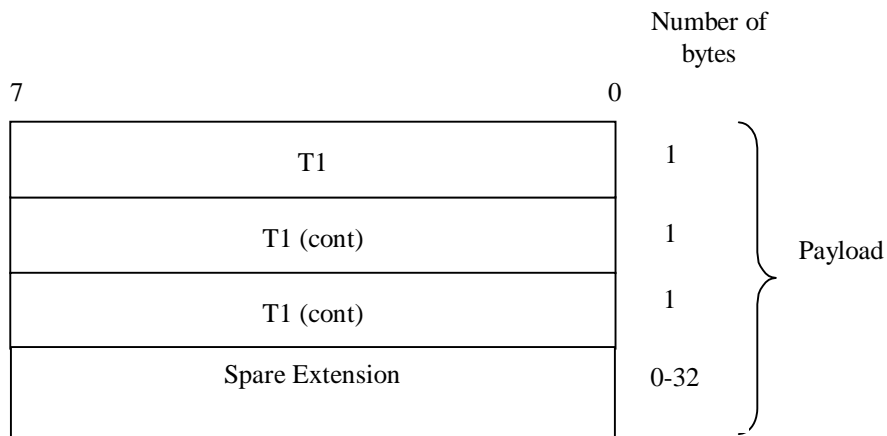 Number of
bytes
7 0
T1 1
T1 (cont) 1
Payload
T1 (cont) 1
Spare Extension 0-32